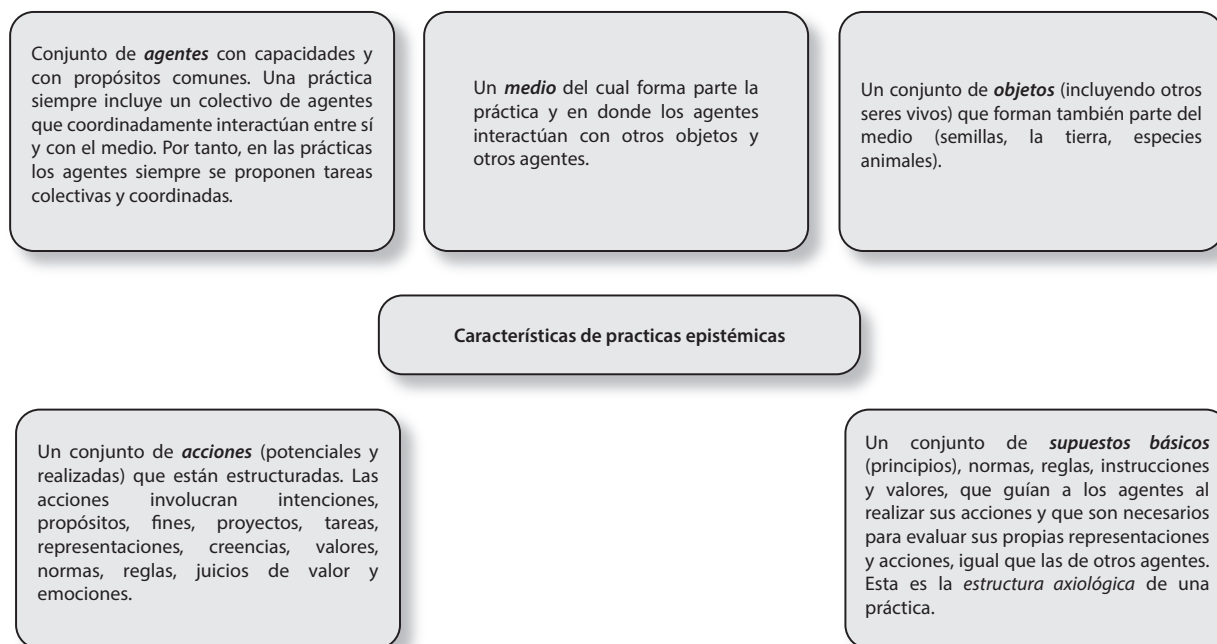 Conjunto de agentes con capacidades y
con propósitos comunes. Una práctica
siempre incluye un colectivo de agentes
que coordinadamente interactúan entre sí
y con el medio. Por tanto, en las prácticas
los agentes siempre se proponen tareas
colectivas y coordinadas.
Un medio del cual forma parte la
práctica y en donde los agentes
interactúan con otros objetos y
otros agentes.
Un conjunto de objetos (incluyendo otros
seres vivos) que forman también parte del
medio (semillas, la tierra, especies
animales).
Características de practicas epistémicas
Un conjunto de acciones (potenciales y
realizadas) que están estructuradas. Las
acciones involucran intenciones,
propósitos, fines, proyectos, tareas,
representaciones, creencias, valores,
normas, reglas, juicios de valor y
emociones.
Un conjunto de supuestos básicos
(principios), normas, reglas, instrucciones
y valores, que guían a los agentes al
realizar sus acciones y que son necesarios
para evaluar sus propias representaciones
y acciones, igual que las de otros agentes.
Esta es la estructura axiológica de una
práctica.